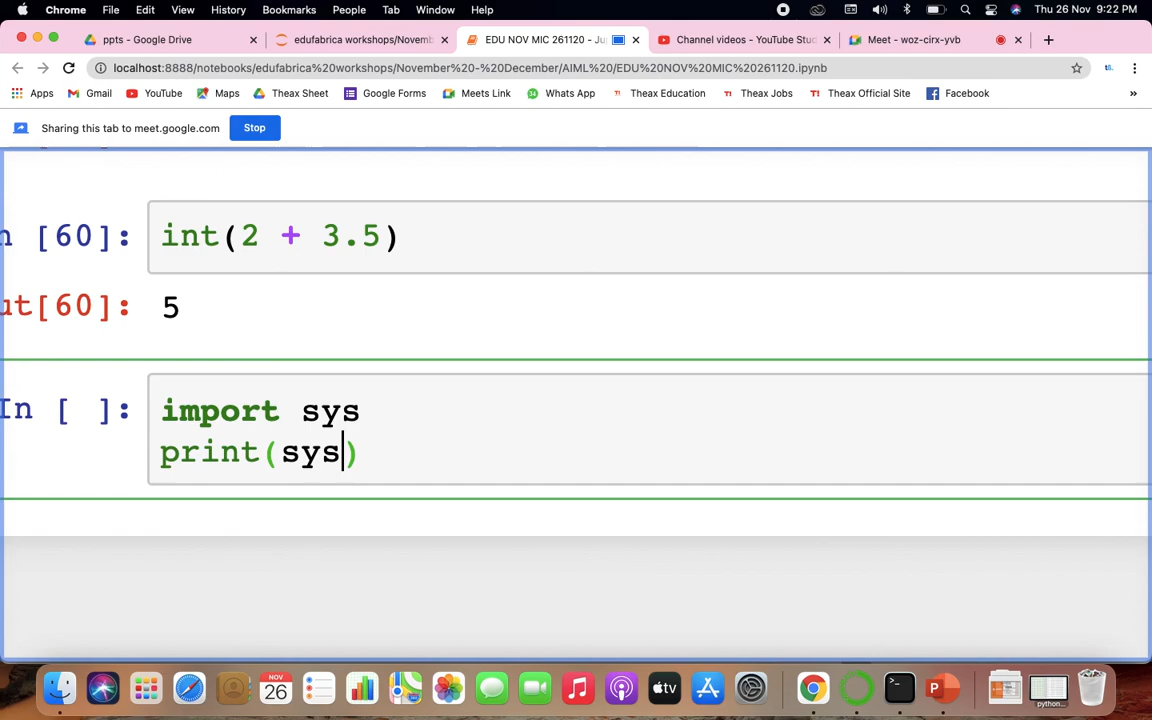 Chrome File Edit View History Bookmarks People Tab Window Help Thu 26 Nov 9:22 PM
ppts - Google Drive edufabrica workshops/Novemb EDU NOV MIC 261120 - Ju Channel videos - YouTube Stud Meet - woz-cirx-yvb
localhost:8888/notebooks/edufabrica%20workshops/November%20-%20December/AIML%20/EDU%20NOV%20MIC%20261120.ipynb
Apps Gmail YouTube Maps Theax Sheet Google Forms Meets Link Whats App Theax Education Theax Jobs Theax Official Site Facebook »
Sharing this tab to meet.google.com Stop
n [60]: int(2 + 3.5)
ut[60]: 5
In [ ]: import sys
print(sys)
NOV
26
tv
python...